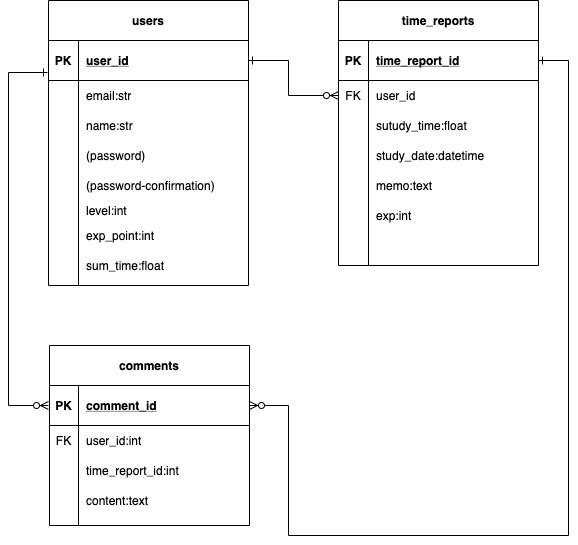 users
PK user_id
email:str
name:str
(password)
(password-confirmation)
level:int
exp_point:int
sum_time:float
time_reports
PK time_report_id
FK user_id
sutudy_time:float
study_date:datetime
memo:text
exp:int
comments
PK comment_id
FK user_id:int
time_report_id:int
content:text